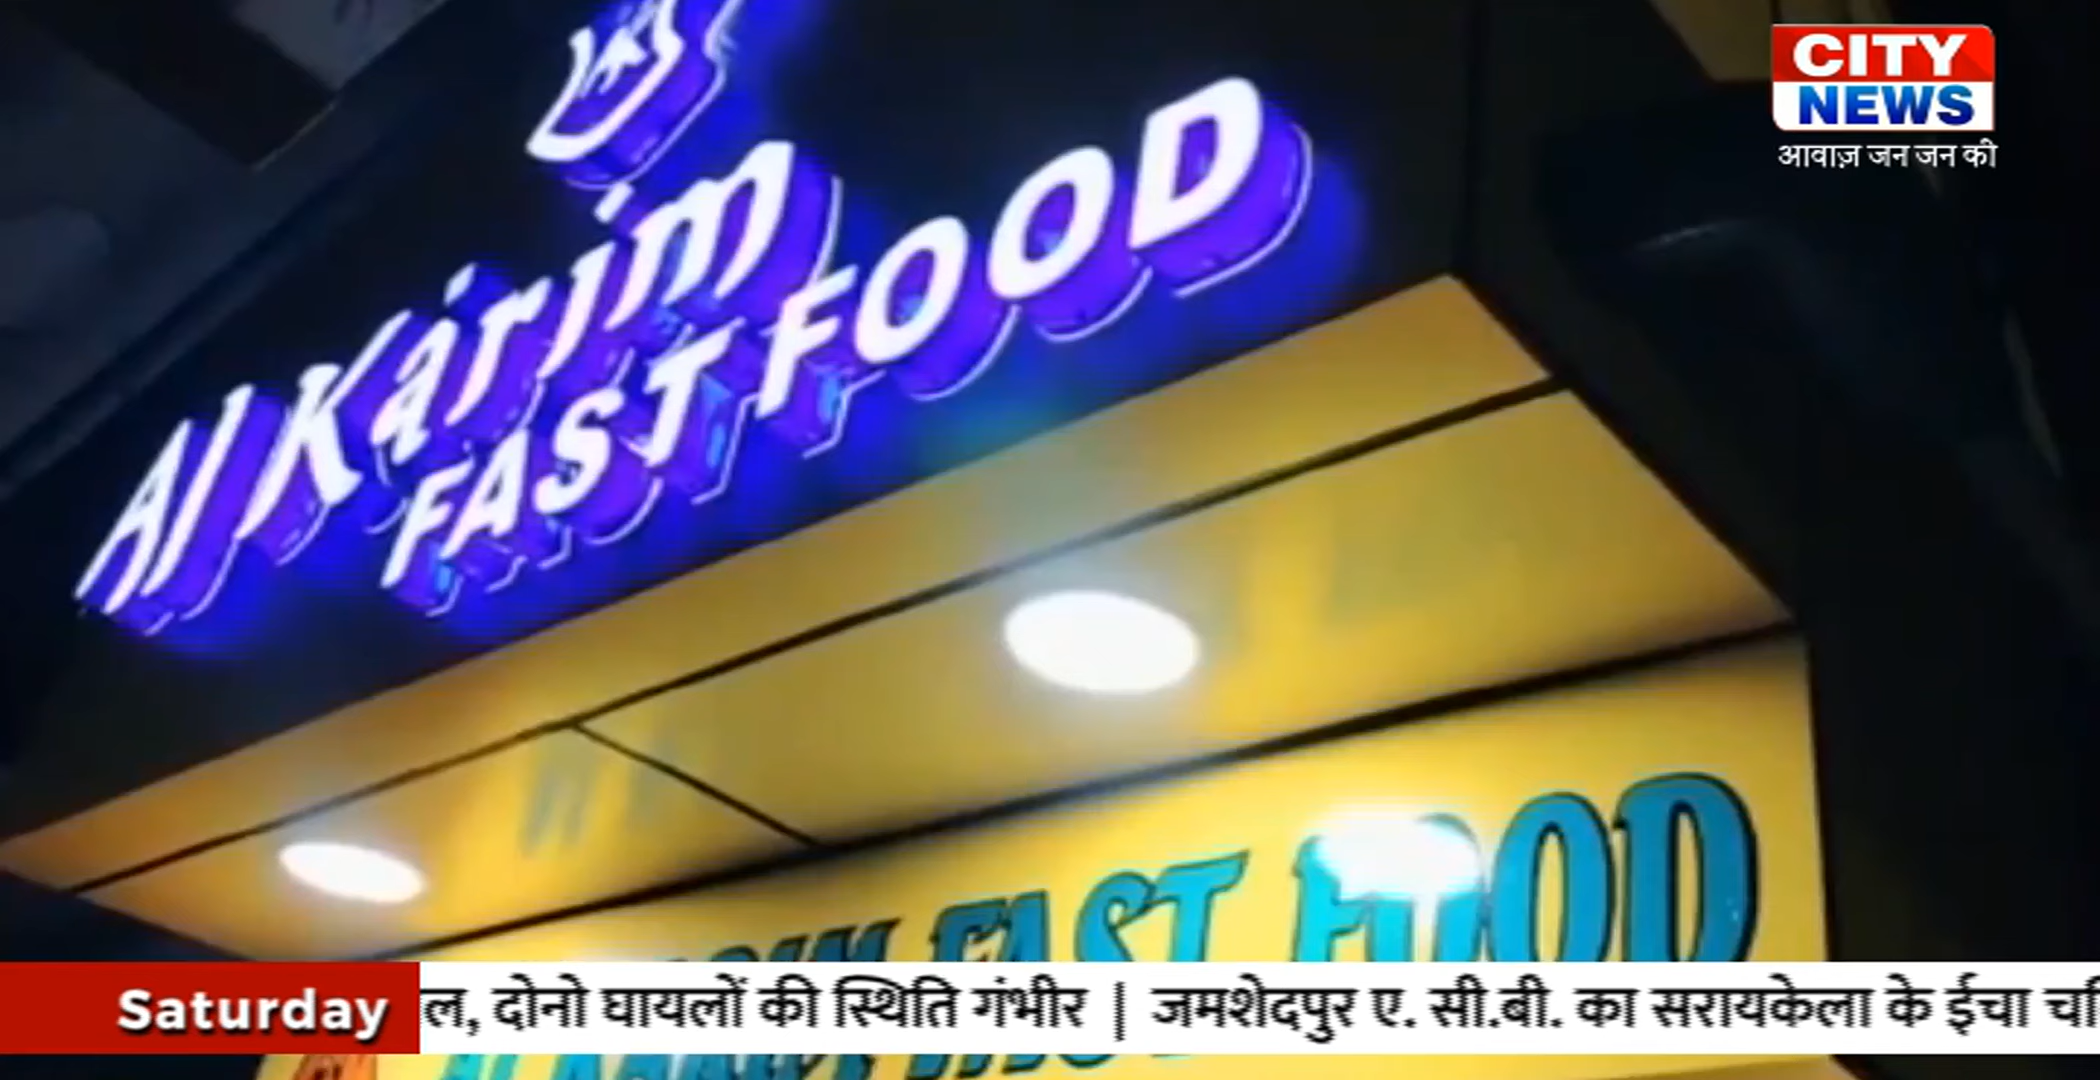 CITY
NEWS
आवाज़ जन जन की
Al Karim
FAST FOOD
FAST FOOD
Saturday
ल, दोनो घायलों की स्थिति गंभीर | जमशेदपुर ए. सी.बी. का सरायकेला के ईचा